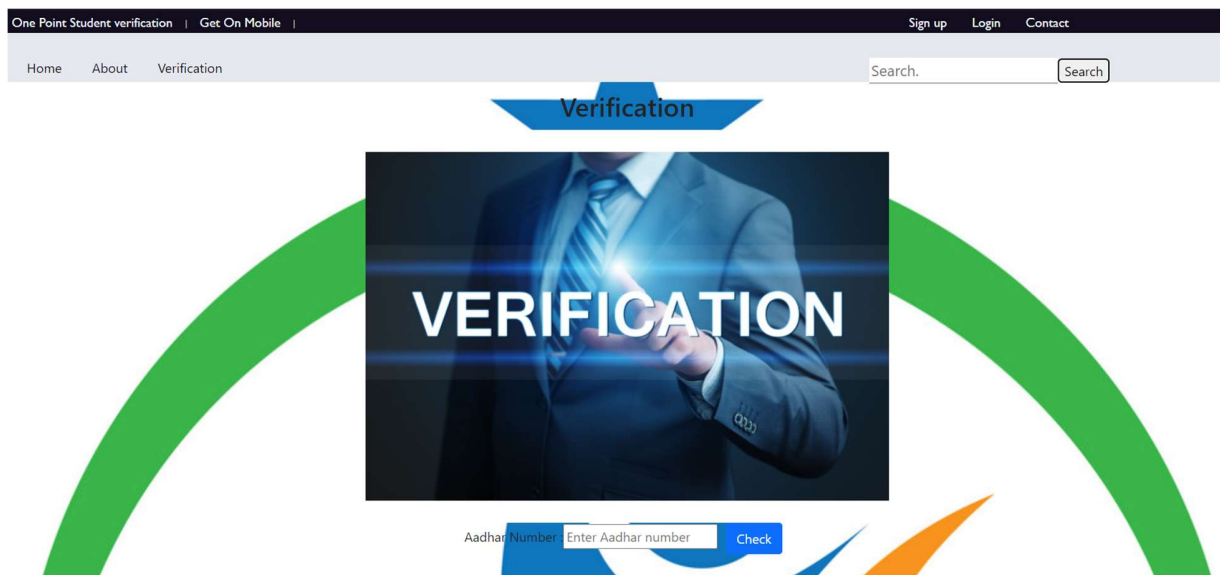 One Point Student verification | Get On Mobile | Sign up Login Contact
Home About Verification Search. Search
Verification
VERIFICATION
Aadhar Number : Enter Aadhar number Check